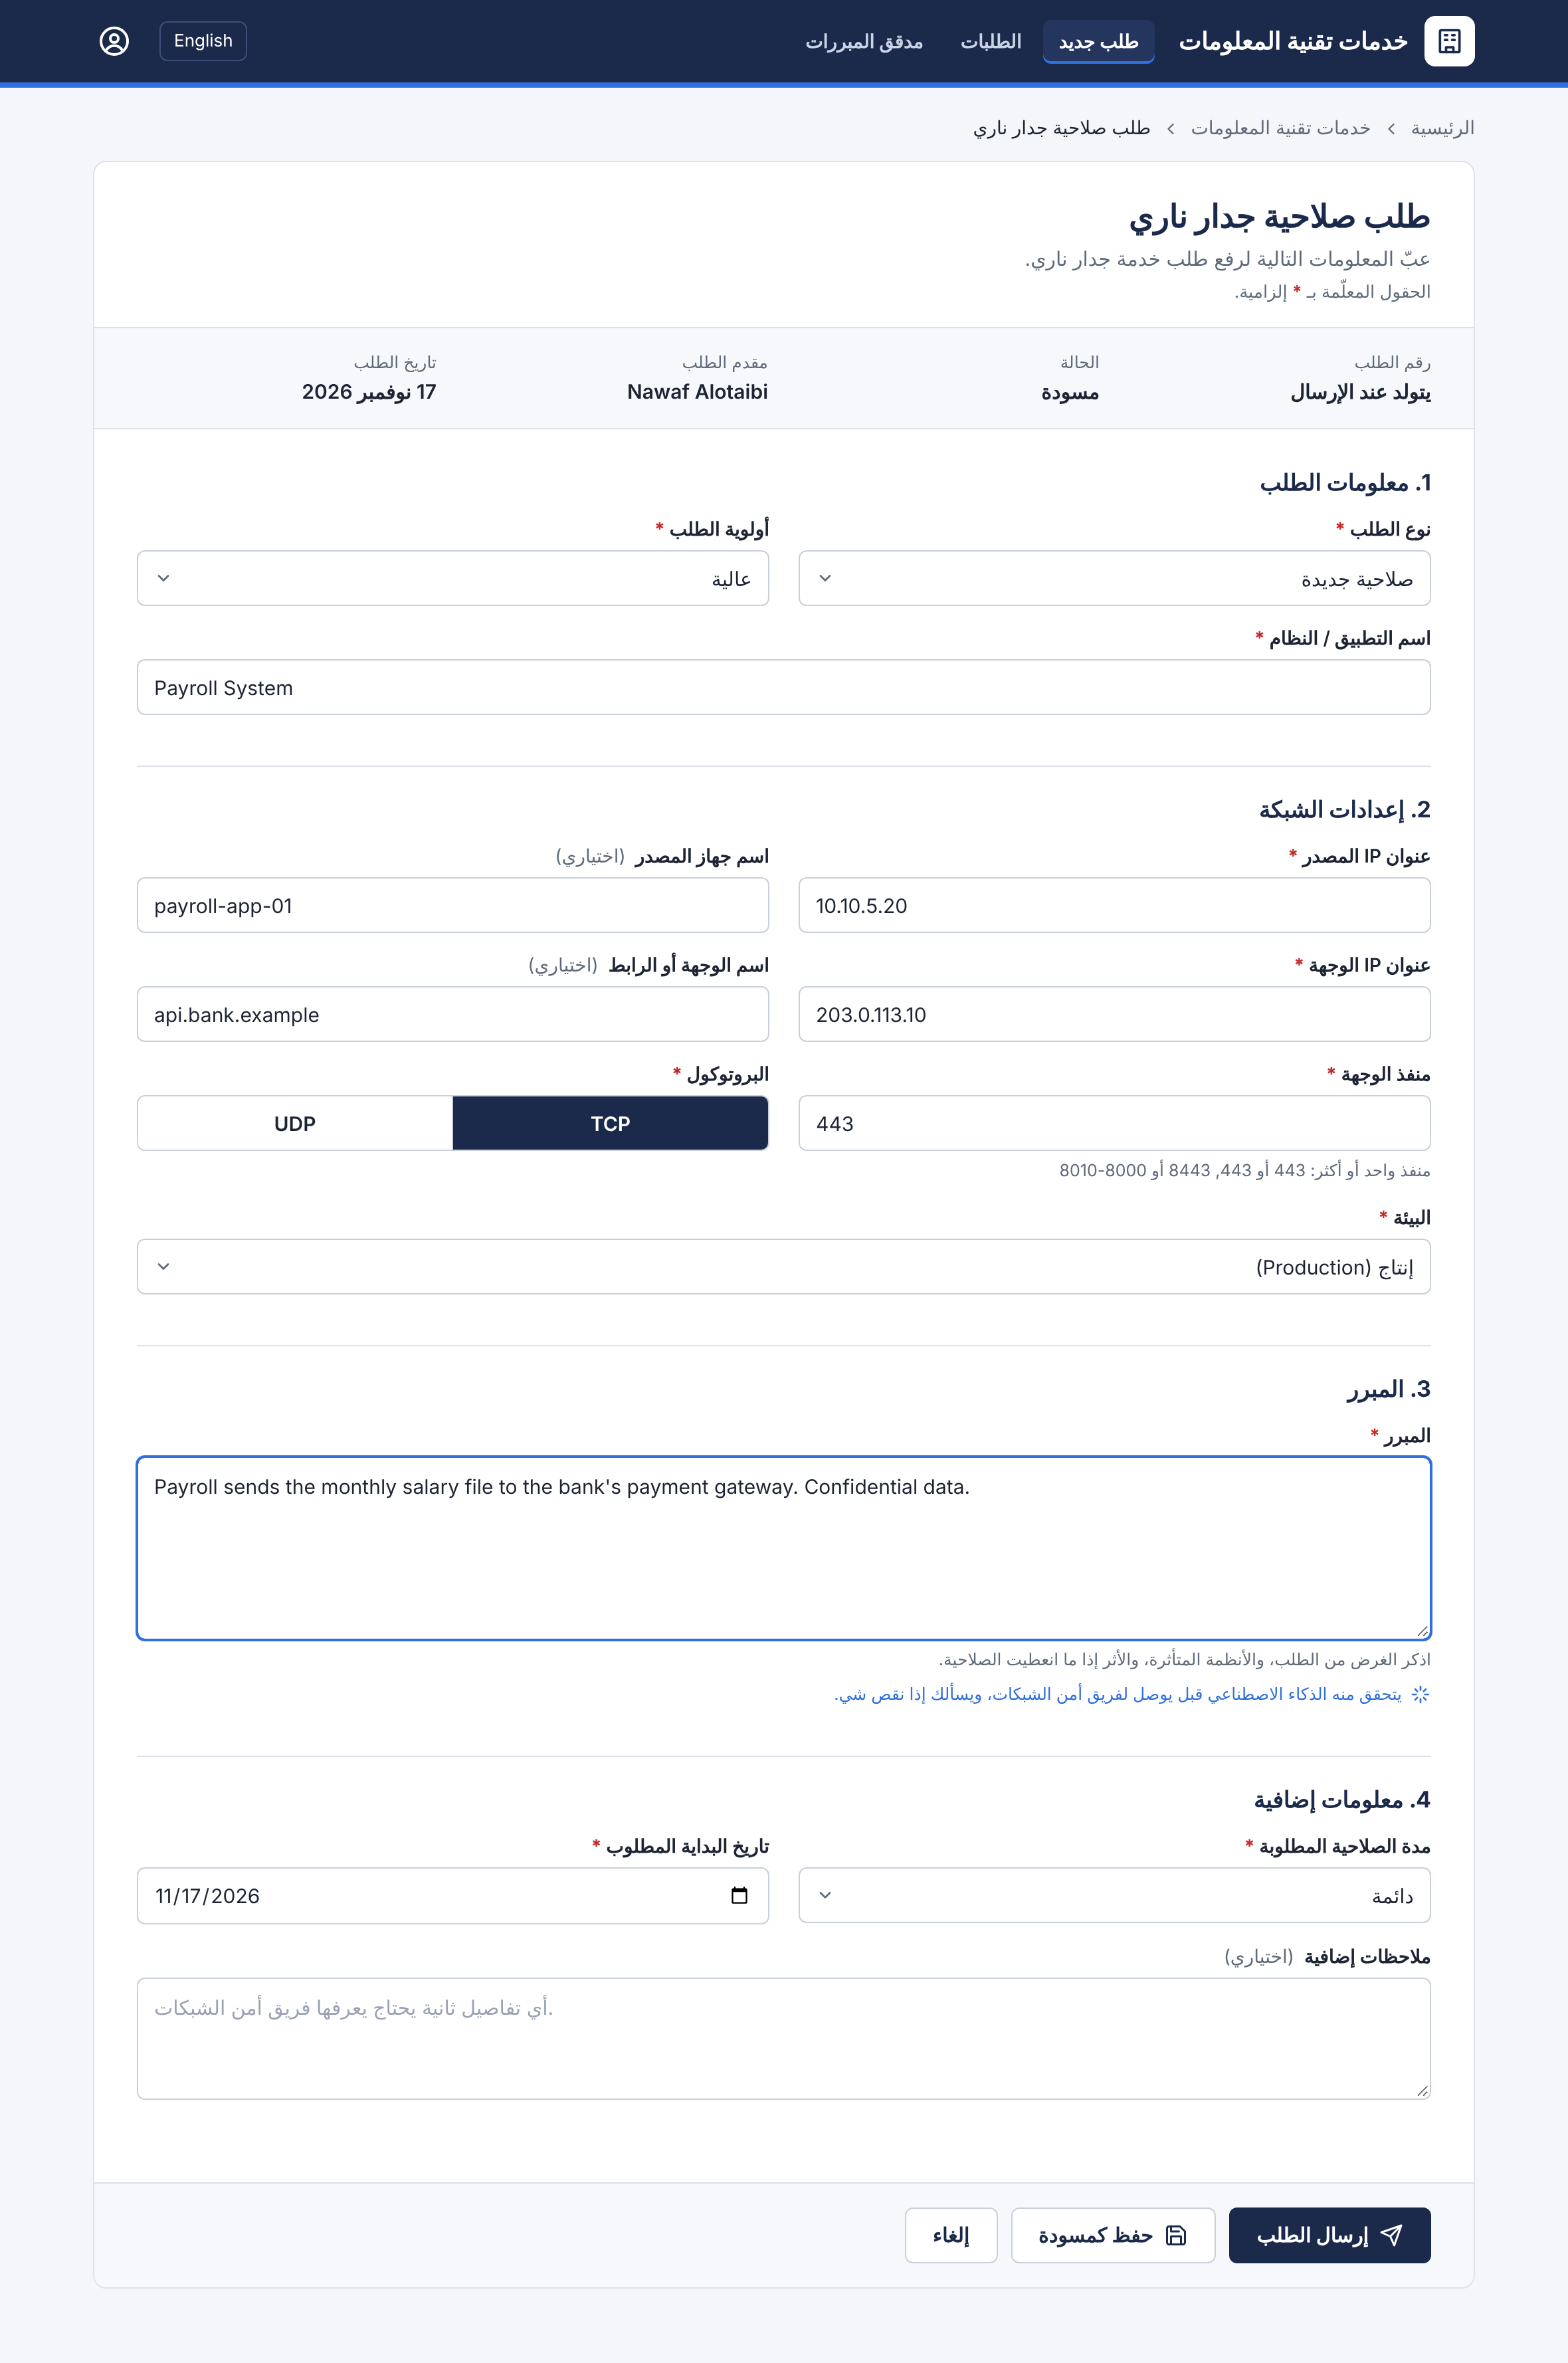 خدمات تقنية المعلومات
طلب جديد
الطلبات
مدقق المبررات
English
الرئيسية
خدمات تقنية المعلومات
طلب صلاحية جدار ناري
طلب صلاحية جدار ناري
عبّ المعلومات التالية لرفع طلب خدمة جدار ناري.
الحقول المعلّمة بـ * إلزامية.
رقم الطلب
يتولد عند الإرسال
الحالة
مسودة
مقدم الطلب
Nawaf Alotaibi
تاريخ الطلب
17 نوفمبر 2026
1. معلومات الطلب
نوع الطلب *
صلاحية جديدة
أولوية الطلب *
عالية
اسم التطبيق / النظام *
Payroll System
2. إعدادات الشبكة
عنوان IP المصدر *
10.10.5.20
اسم جهاز المصدر (اختياري)
payroll-app-01
عنوان IP الوجهة *
203.0.113.10
اسم الوجهة أو الرابط (اختياري)
api.bank.example
منفذ الوجهة *
443
منفذ واحد أو أكثر: 443 أو 443, 8443 أو 8000-8010
البروتوكول *
TCP
UDP
البيئة *
إنتاج (Production)
3. المبرر
المبرر *
Payroll sends the monthly salary file to the bank's payment gateway. Confidential data.
اذكر الغرض من الطلب، والأنظمة المتأثرة، والأثر إذا ما انعطيت الصلاحية.
يتحقق منه الذكاء الاصطناعي قبل يوصل لفريق أمن الشبكات، ويسألك إذا نقص شي.
4. معلومات إضافية
مدة الصلاحية المطلوبة *
دائمة
تاريخ البداية المطلوب *
11/17/2026
ملاحظات إضافية (اختياري)
أي تفاصيل ثانية يحتاج يعرفها فريق أمن الشبكات.
إرسال الطلب
حفظ كمسودة
إلغاء